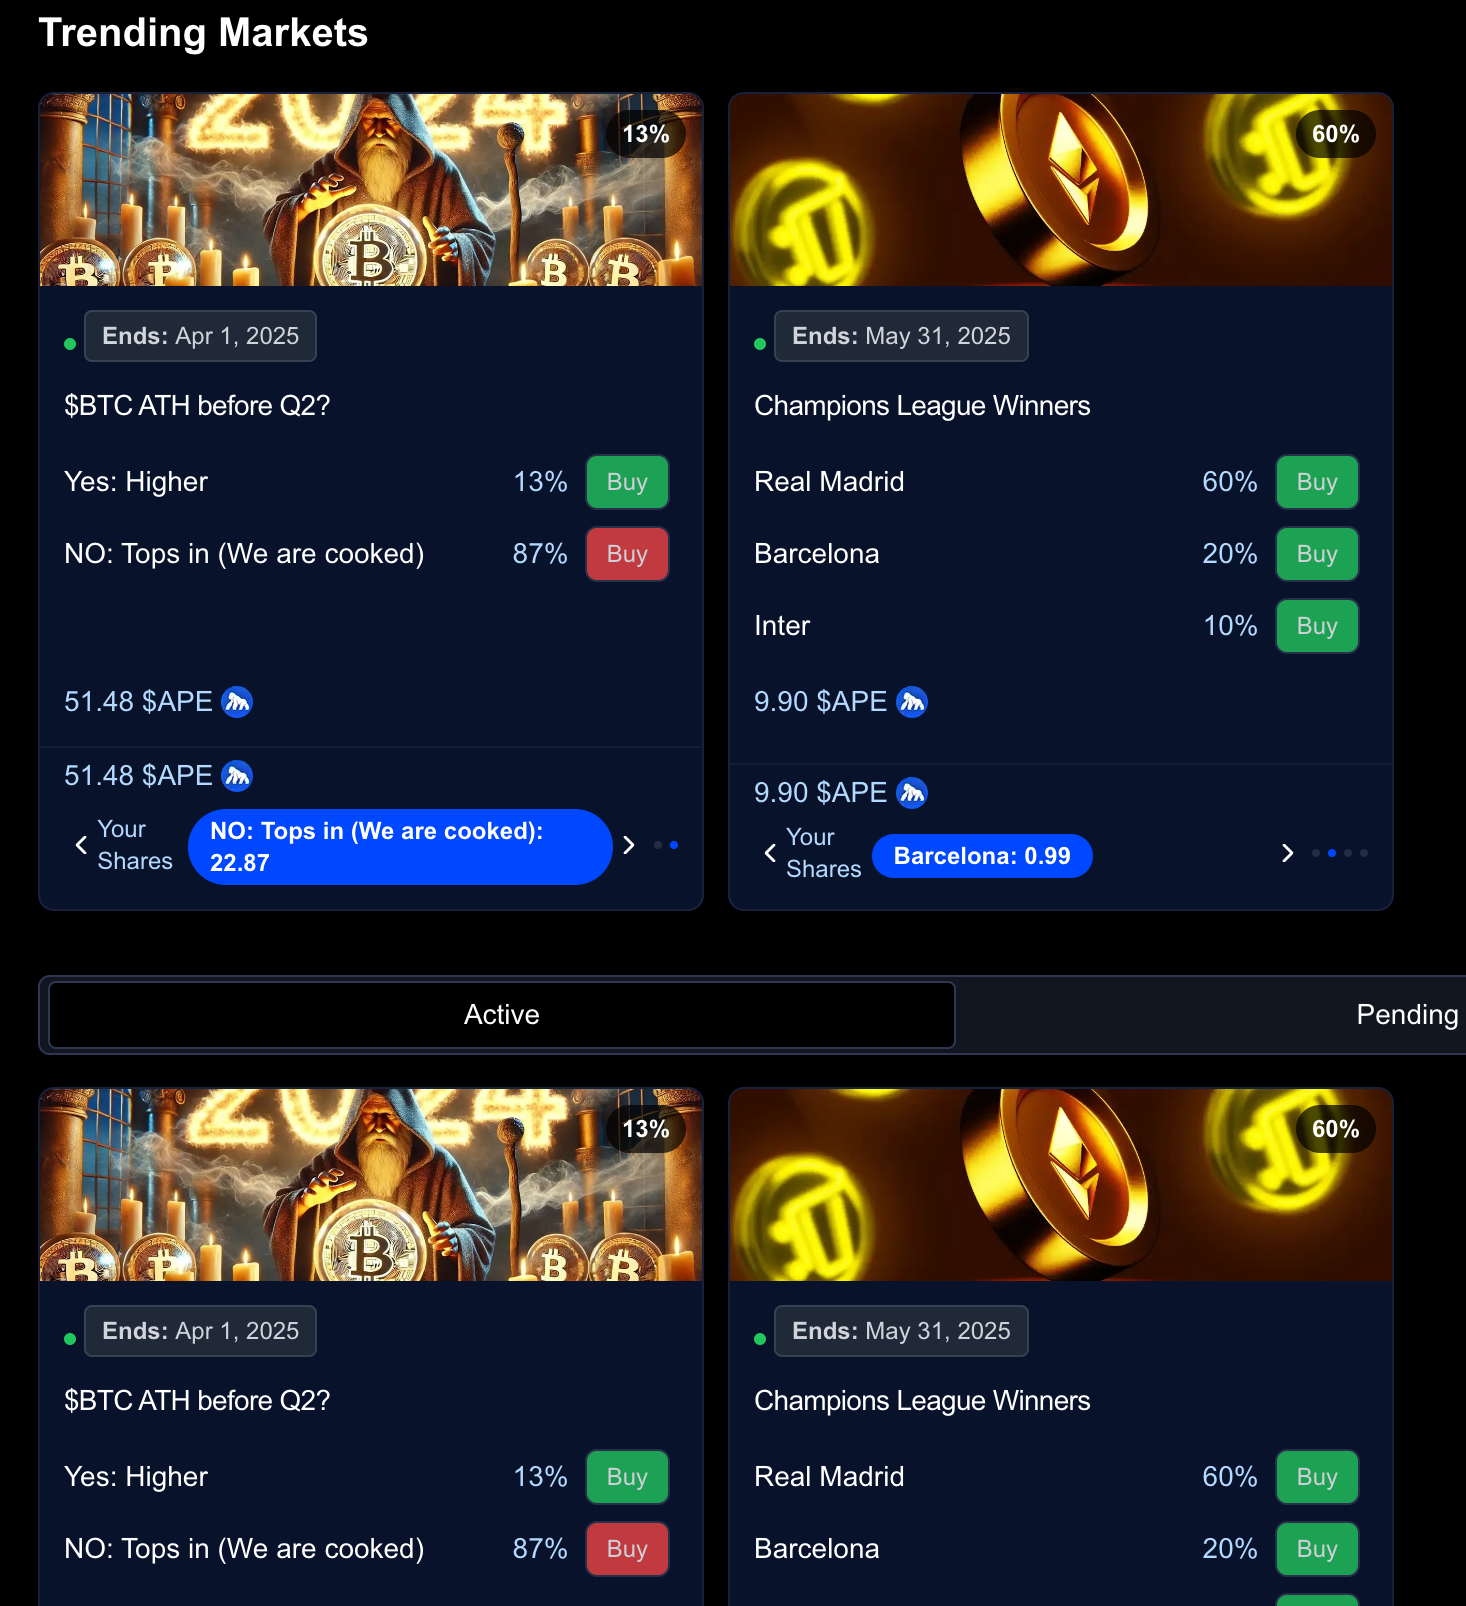 Trending Markets
2024
13%
Ends: Apr 1, 2025
$BTC ATH before Q2?
Yes: Higher 13% Buy
NO: Tops in (We are cooked) 87% Buy
51.48 $APE
51.48 $APE
Your
Shares
NO: Tops in (We are cooked):
22.87
60%
Ends: May 31, 2025
Champions League Winners
Real Madrid 60% Buy
Barcelona 20% Buy
Inter 10% Buy
9.90 $APE
9.90 $APE
Your
Shares
Barcelona: 0.99
Active
Pending
2024
13%
Ends: Apr 1, 2025
$BTC ATH before Q2?
Yes: Higher 13% Buy
NO: Tops in (We are cooked) 87% Buy
60%
Ends: May 31, 2025
Champions League Winners
Real Madrid 60% Buy
Barcelona 20% Buy